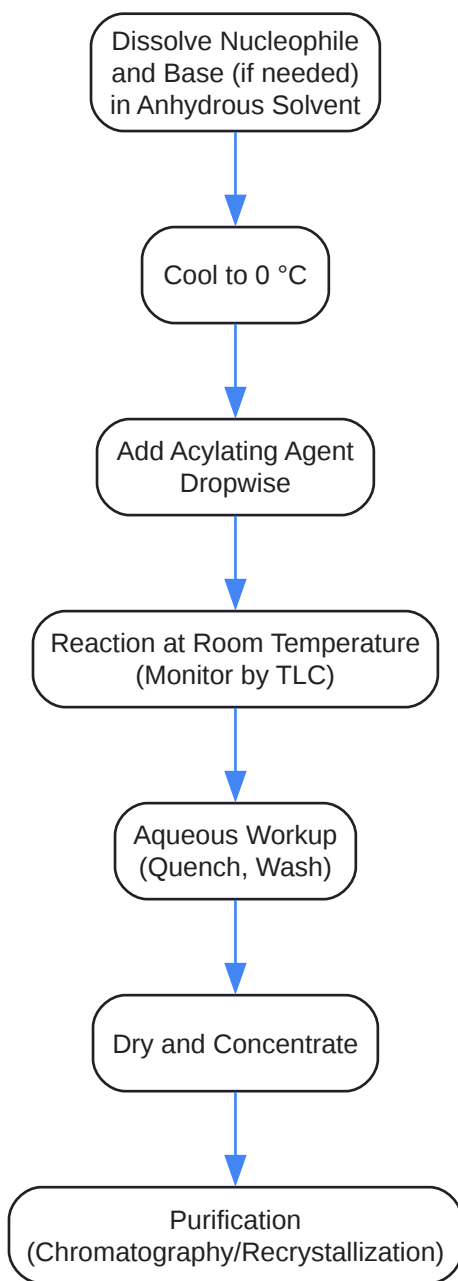 Dissolve Nucleophile
and Base (if needed)
in Anhydrous Solvent
Cool to 0 °C
Add Acylating Agent
Dropwise
Reaction at Room Temperature
(Monitor by TLC)
Aqueous Workup
(Quench, Wash)
Dry and Concentrate
Purification
(Chromatography/Recrystallization)